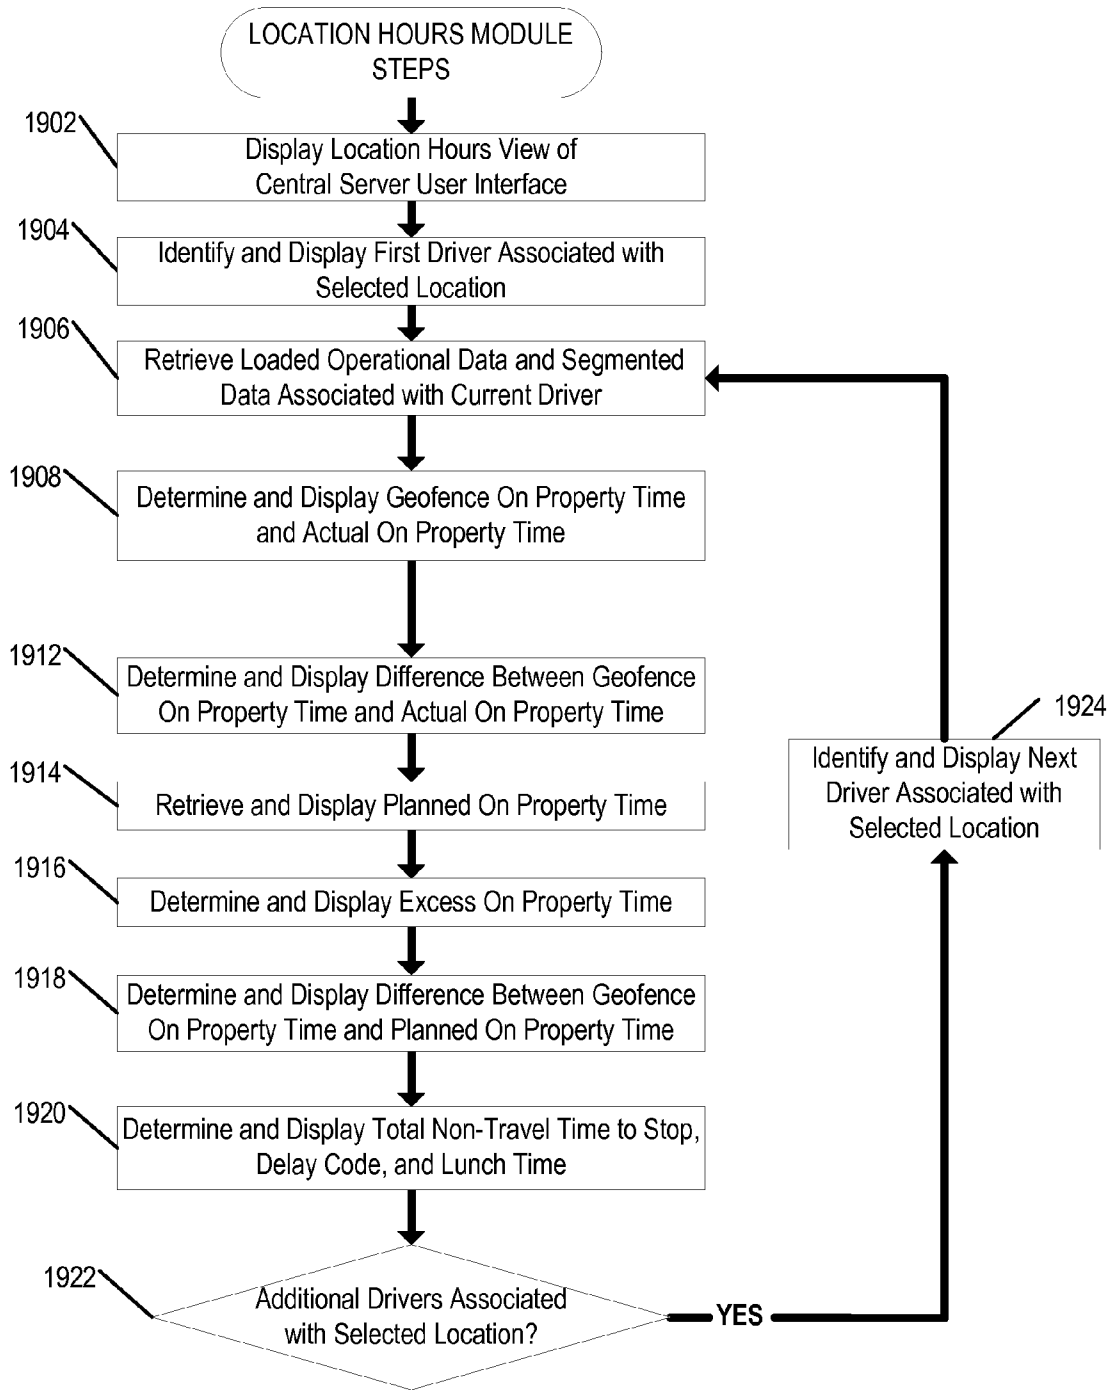 LOCATION HOURS MODULE
STEPS
1902
Display Location Hours View of
Central Server User Interface
1904
Identify and Display First Driver Associated with
Selected Location
1906
Retrieve Loaded Operational Data and Segmented
Data Associated with Current Driver
1908
Determine and Display Geofence On Property Time
and Actual On Property Time
1912
Determine and Display Difference Between Geofence
On Property Time and Actual On Property Time
1914
Retrieve and Display Planned On Property Time
1916
Determine and Display Excess On Property Time
1918
Determine and Display Difference Between Geofence
On Property Time and Planned On Property Time
1920
Determine and Display Total Non-Travel Time to Stop,
Delay Code, and Lunch Time
1922
Additional Drivers Associated
with Selected Location?
YES
1924
Identify and Display Next
Driver Associated with
Selected Location